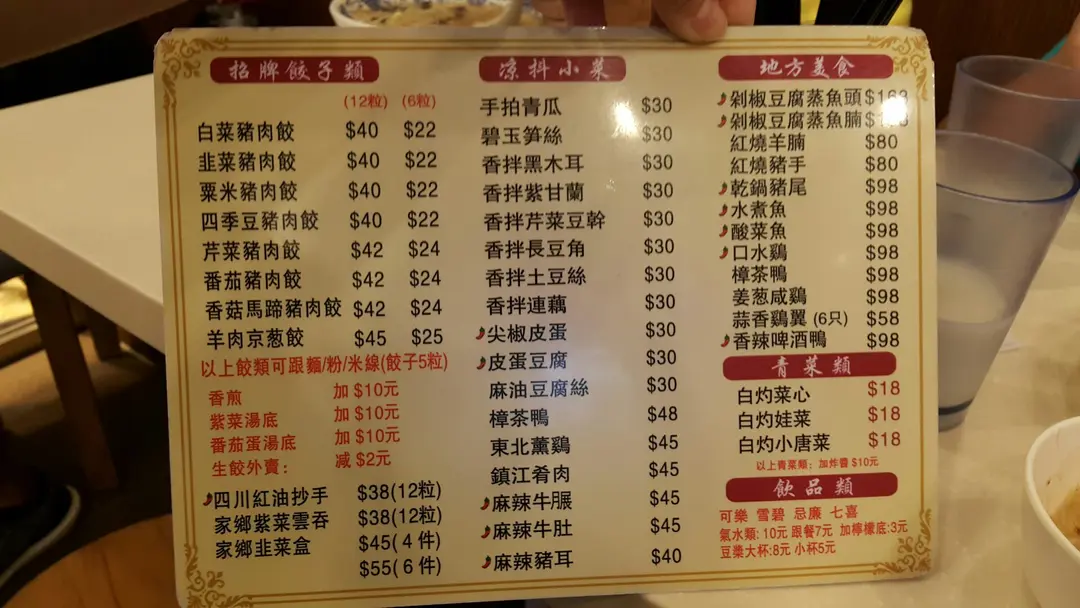 招牌餃子類
(12粒) (6粒)
白菜豬肉餃 $40 $22
韭菜豬肉餃 $40 $22
粟米豬肉餃 $40 $22
四季豆豬肉餃 $40 $22
芹菜豬肉餃 $42 $24
番茄豬肉餃 $42 $24
香菇馬蹄豬肉餃 $42 $24
羊肉京葱餃 $45 $25
以上餃類可跟麵/粉/米線(餃子5粒)
香煎 加 $10元
紫菜湯底 加 $10元
番茄蛋湯底 加 $10元
生餃外賣: 減 $2元
四川紅油抄手 $38(12粒)
家鄉紫菜雲吞 $38(12粒)
家鄉韭菜盒 $45( 4 件)
$55( 6 件)
凉抖小菜
手拍青瓜 $30
碧玉笋絲 $30
香拌黑木耳 $30
香拌紫甘蘭 $30
香拌芹菜豆幹 $30
香拌長豆角 $30
香拌土豆絲 $30
香拌連藕 $30
尖椒皮蛋 $30
皮蛋豆腐 $30
麻油豆腐絲 $30
樟茶鴨 $48
東北薰鷄 $45
鎮江肴肉 $45
麻辣牛𦟌 $45
麻辣牛肚 $45
麻辣豬耳 $40
地方美食
剁椒豆腐蒸魚頭
剁椒豆腐蒸魚腩
紅燒羊腩 $80
紅燒豬手 $80
乾鍋豬尾 $98
水煮魚 $98
酸菜魚 $98
口水鷄 $98
樟茶鴨 $98
姜葱咸鷄 $98
蒜香鷄翼 (6只) $58
香辣啤酒鴨 $98
青菜類
白灼菜心 $18
白灼娃菜 $18
白灼小唐菜 $18
以上青菜類: 加炸醬 $10元
飲品類
可樂 雪碧 忌廉 七喜
氣水類: 10元 跟餐7元 加檸檬底:3元
豆漿大杯:8元 小杯5元